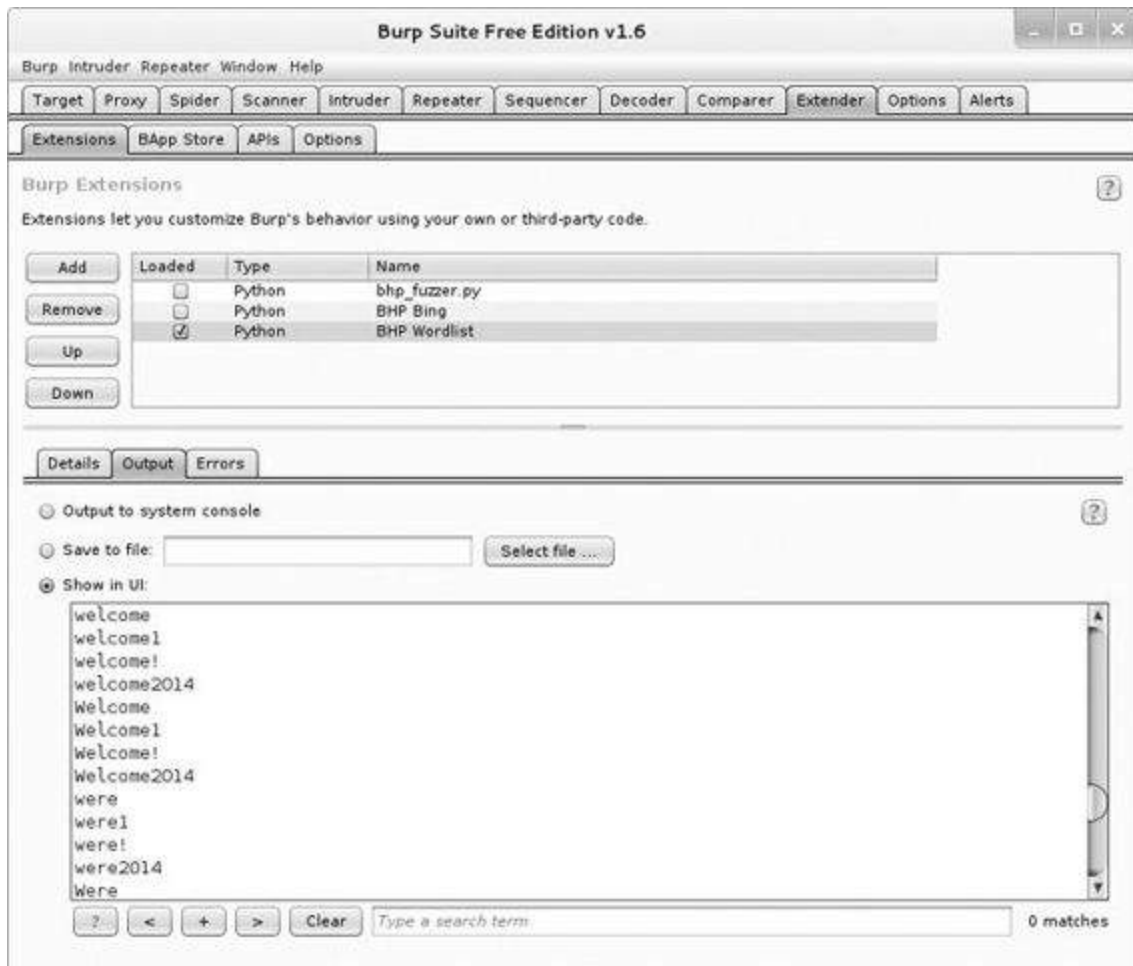 Burp Suite Free Edition v1.6
Burp Intruder Repeater Window Help
Target Proxy Spider Scanner Intruder Repeater Sequencer Decoder Comparer Extender Options Alerts
Extensions BApp Store APIs Options
Burp Extensions
?
Extensions let you customize Burp's behavior using your own or third-party code.
Add
Remove
Up
Down
Loaded Type Name
Python bhp_fuzzer.py
Python BHP Bing
Python BHP Wordlist
Details Output Errors
Output to system console
?
Save to file: Select file ...
Show in UI:
welcome
welcome1
welcome!
welcome2014
Welcome
Welcome1
Welcome!
Welcome2014
were
were1
were!
were2014
Were
? < + > Clear Type a search term 0 matches